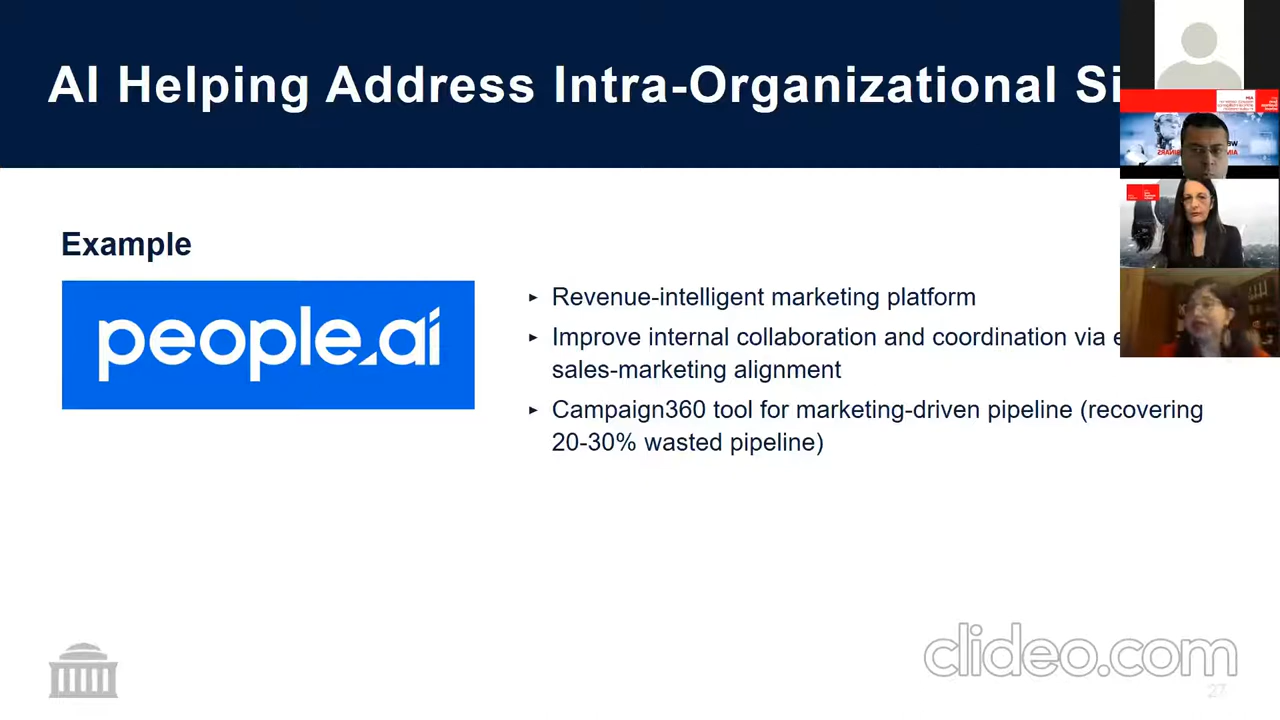 AI Helping Address Intra-Organizational Si
Example
people.ai
▸ Revenue-intelligent marketing platform
▸ Improve internal collaboration and coordination via e
sales-marketing alignment
▸ Campaign360 tool for marketing-driven pipeline (recovering
20-30% wasted pipeline)
clideo.com
27